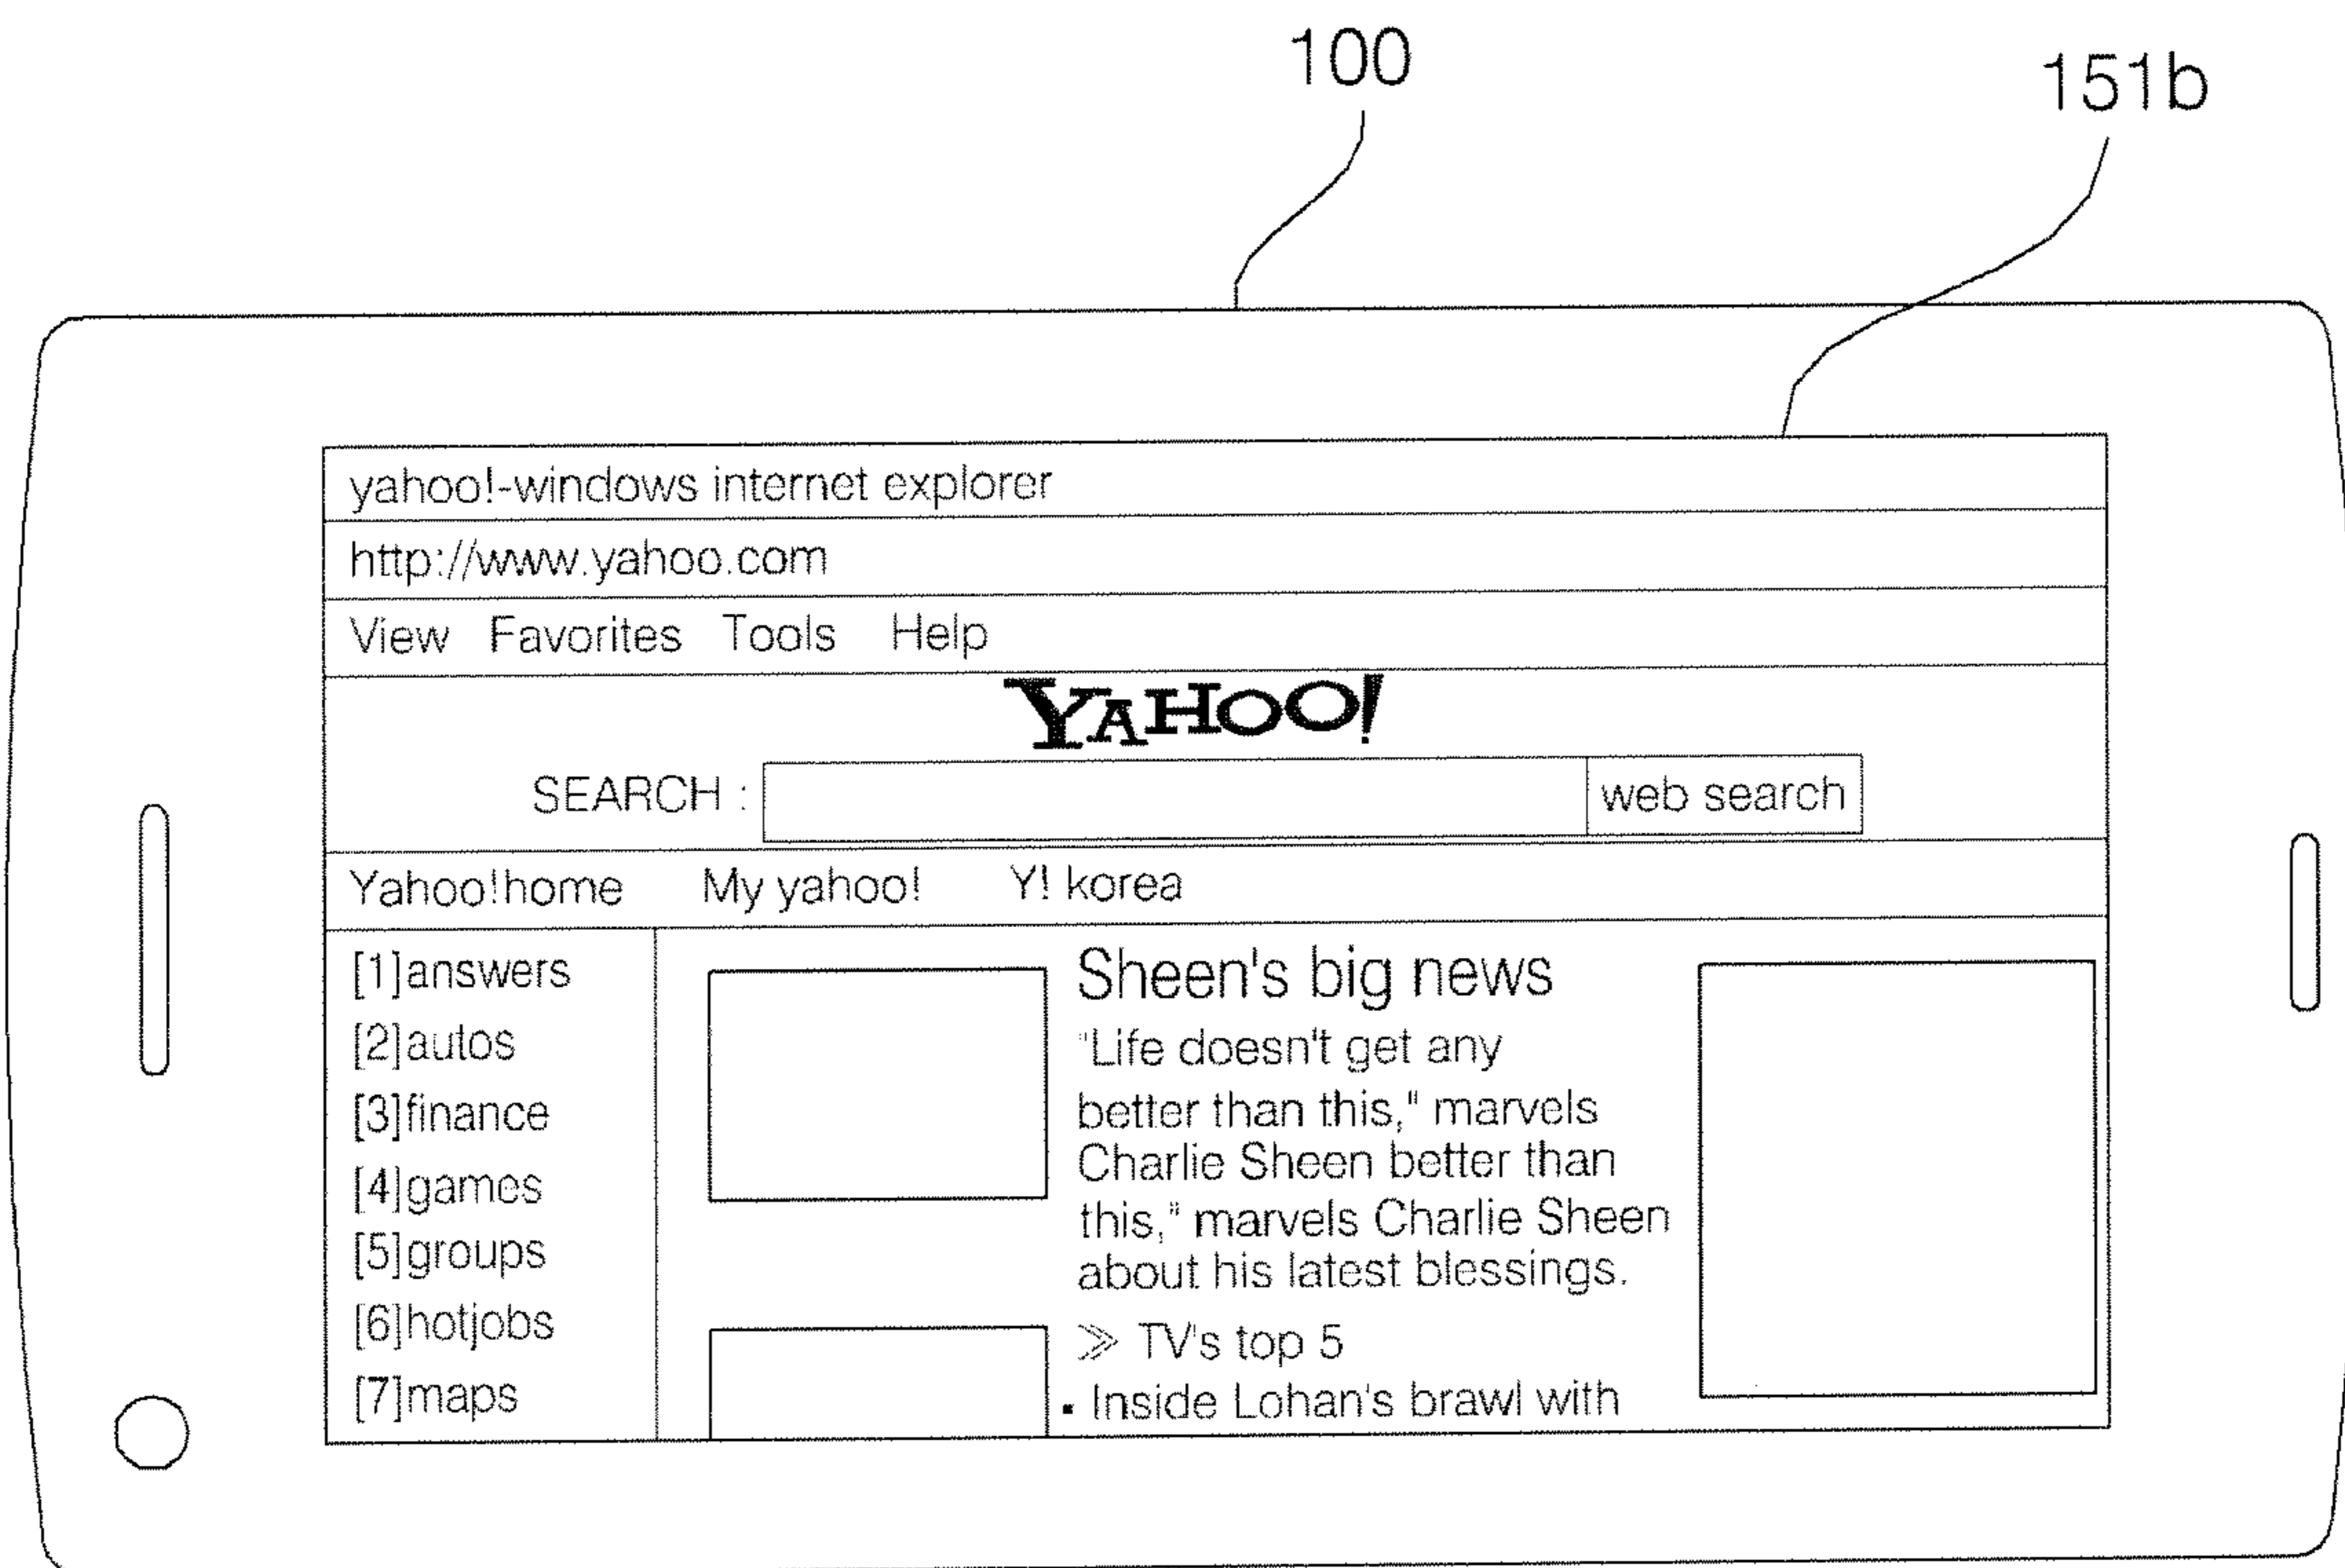 100
151b
yahoo!-windows internet explorer
http://www.yahoo.com
View Favorites Tools Help
YAHOO!
SEARCH :
web search
Yahoo!home My yahoo! Y! korea
[1]answers
[2]autos
[3]finance
[4]games
[5]groups
[6]hotjobs
[7]maps
Sheen's big news
"Life doesn't get any
better than this," marvels
Charlie Sheen better than
this," marvels Charlie Sheen
about his latest blessings.
≫ TV's top 5
▪ Inside Lohan's brawl with